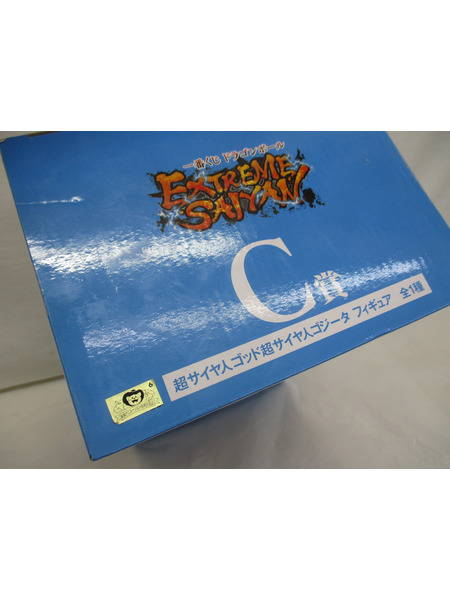 一番くじ ドラゴンボール
EXTREME
SAIYAN
C賞
超サイヤ人ゴッド超サイヤ人ゴジータ フィギュア 全1種
6